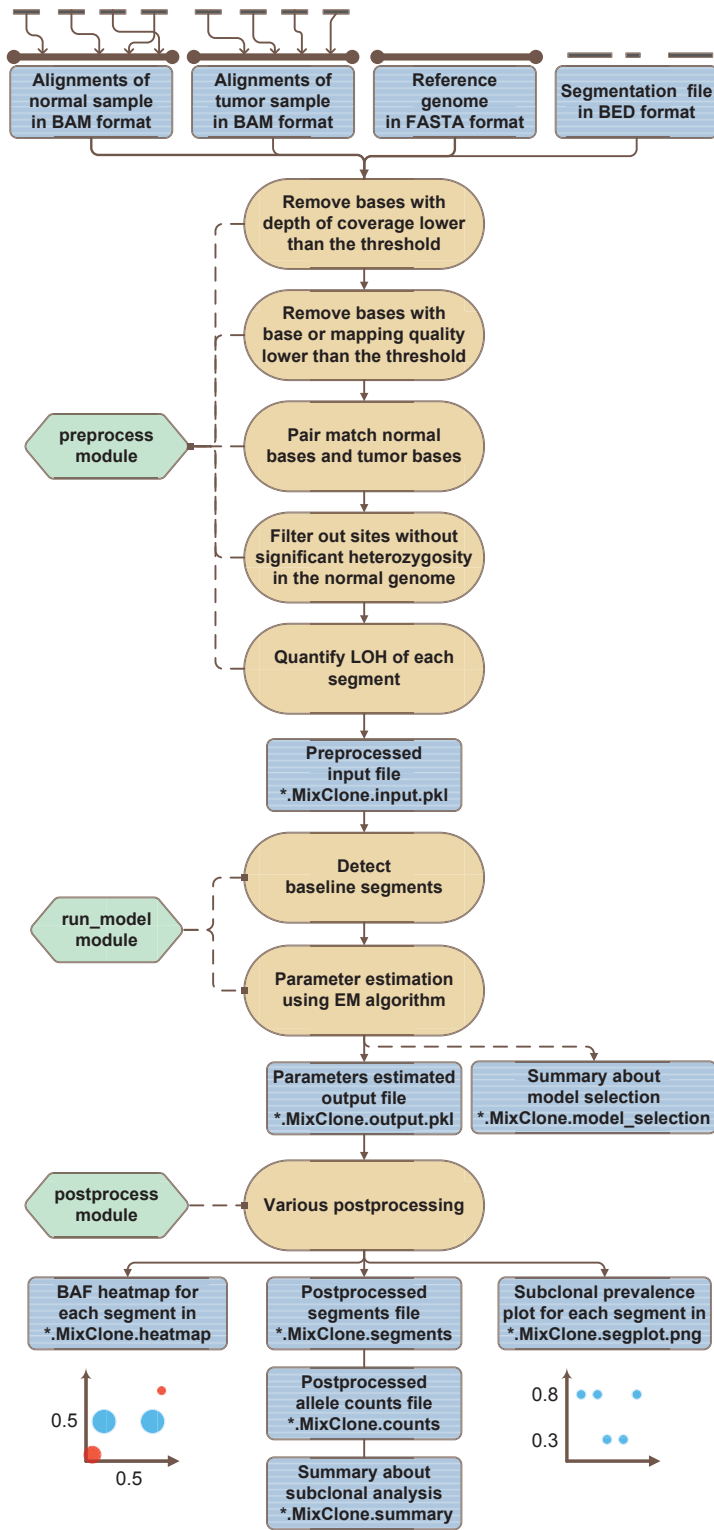 Alignments of
normal sample
in BAM format
Alignments of
tumor sample
in BAM format
Reference
genome
in FASTA format
Segmentation file
in BED format
Remove bases with
depth of coverage lower
than the threshold
Remove bases with
base or mapping quality
lower than the threshold
preprocess
module
Pair match normal
bases and tumor bases
Filter out sites without
significant heterozygosity
in the normal genome
Quantify LOH of each
segment
Preprocessed
input file
*.MixClone.input.pkl
Detect
baseline segments
run_model
module
Parameter estimation
using EM algorithm
Parameters estimated
output file
*.MixClone.output.pkl
Summary about
model selection
*.MixClone.model_selection
postprocess
module
Various postprocessing
BAF heatmap for
each segment in
*.MixClone.heatmap
Postprocessed
segments file
*.MixClone.segments
Subclonal prevalence
plot for each segment in
*.MixClone.segplot.png
Postprocessed
allele counts file
*.MixClone.counts
Summary about
subclonal analysis
*.MixClone.summary
0.5
0.5
0.8
0.3